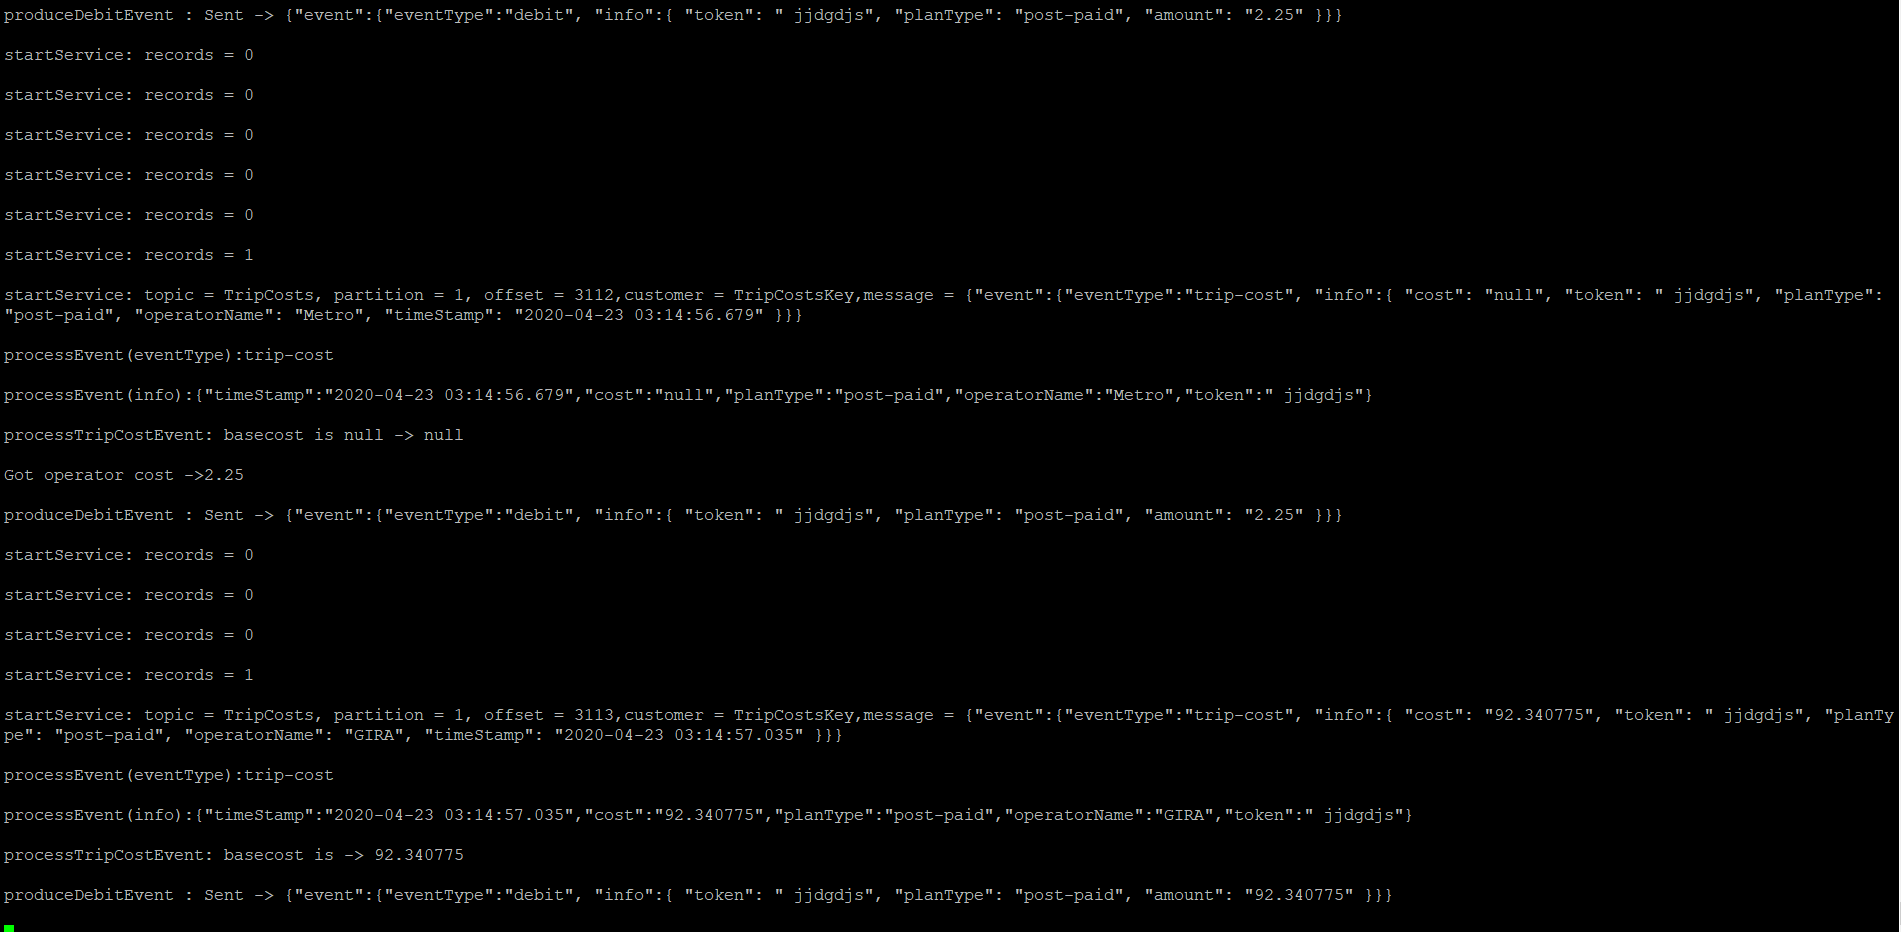 produceDebitEvent : Sent -> {"event":{"eventType":"debit", "info":{ "token": " jjdgdjs", "planType": "post-paid", "amount": "2.25" }}}
startService: records = 0
startService: records = 0
startService: records = 0
startService: records = 0
startService: records = 0
startService: records = 1
startService: topic = TripCosts, partition = 1, offset = 3112,customer = TripCostsKey,message = {"event":{"eventType":"trip-cost", "info":{ "cost": "null", "token": " jjdgdjs", "planType":
"post-paid", "operatorName": "Metro", "timeStamp": "2020-04-23 03:14:56.679" }}}
processEvent(eventType):trip-cost
processEvent(info):{"timeStamp":"2020-04-23 03:14:56.679","cost":"null","planType":"post-paid","operatorName":"Metro","token":" jjdgdjs"}
processTripCostEvent: basecost is null -> null
Got operator cost ->2.25
produceDebitEvent : Sent -> {"event":{"eventType":"debit", "info":{ "token": " jjdgdjs", "planType": "post-paid", "amount": "2.25" }}}
startService: records = 0
startService: records = 0
startService: records = 0
startService: records = 1
startService: topic = TripCosts, partition = 1, offset = 3113,customer = TripCostsKey,message = {"event":{"eventType":"trip-cost", "info":{ "cost": "92.340775", "token": " jjdgdjs", "planTy
pe": "post-paid", "operatorName": "GIRA", "timeStamp": "2020-04-23 03:14:57.035" }}}
processEvent(eventType):trip-cost
processEvent(info):{"timeStamp":"2020-04-23 03:14:57.035","cost":"92.340775","planType":"post-paid","operatorName":"GIRA","token":" jjdgdjs"}
processTripCostEvent: basecost is -> 92.340775
produceDebitEvent : Sent -> {"event":{"eventType":"debit", "info":{ "token": " jjdgdjs", "planType": "post-paid", "amount": "92.340775" }}}